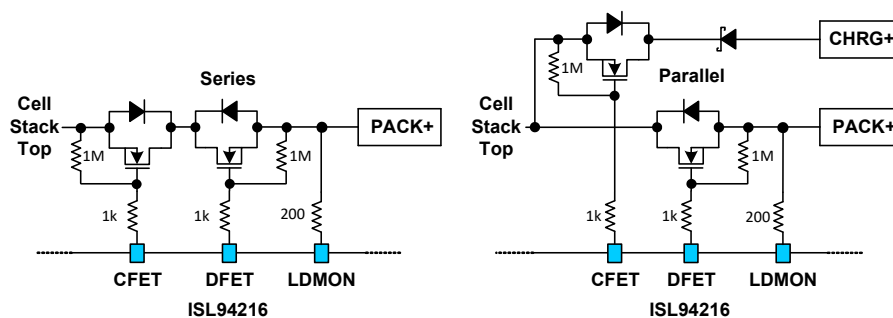 Series
Cell
Stack
Top
1M
1M
PACK+
1k
1k
200
CFET
DFET
LDMON
ISL94216
CHRG+
1M
Parallel
Cell
Stack
Top
PACK+
1M
1k
1k
200
CFET
DFET
LDMON
ISL94216